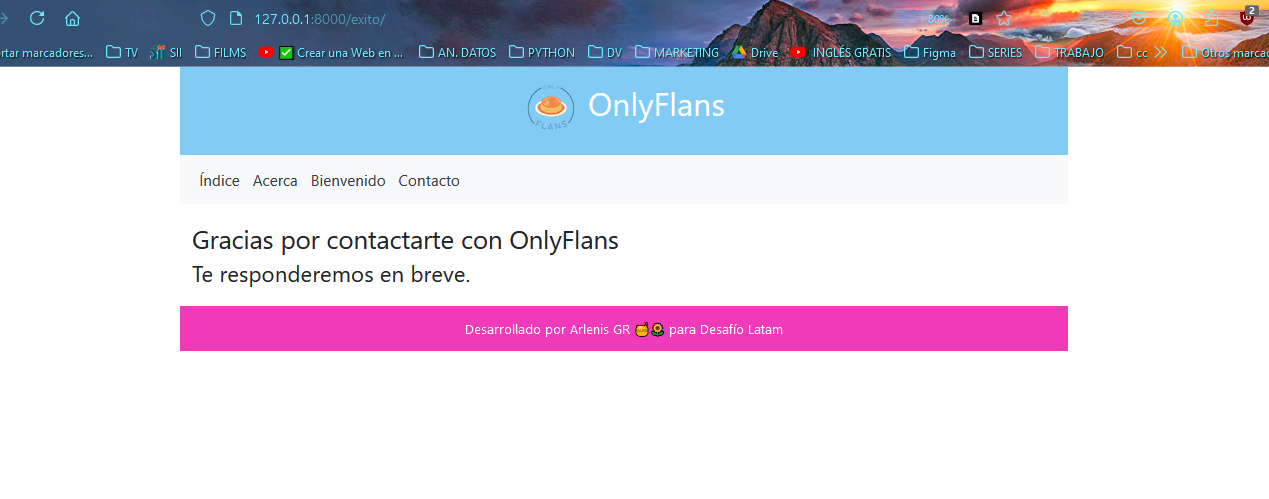 127.0.0.1:8000/exito/
80%
2
rtar marcadores... TV SII FILMS Crear una Web en ... AN. DATOS PYTHON DV MARKETING Drive INGLÉS GRATIS Figma SERIES TRABAJO cc Otros marcad
ONLY
FLANS
OnlyFlans
Índice Acerca Bienvenido Contacto
Gracias por contactarte con OnlyFlans
Te responderemos en breve.
Desarrollado por Arlenis GR 🍯🌻 para Desafío Latam